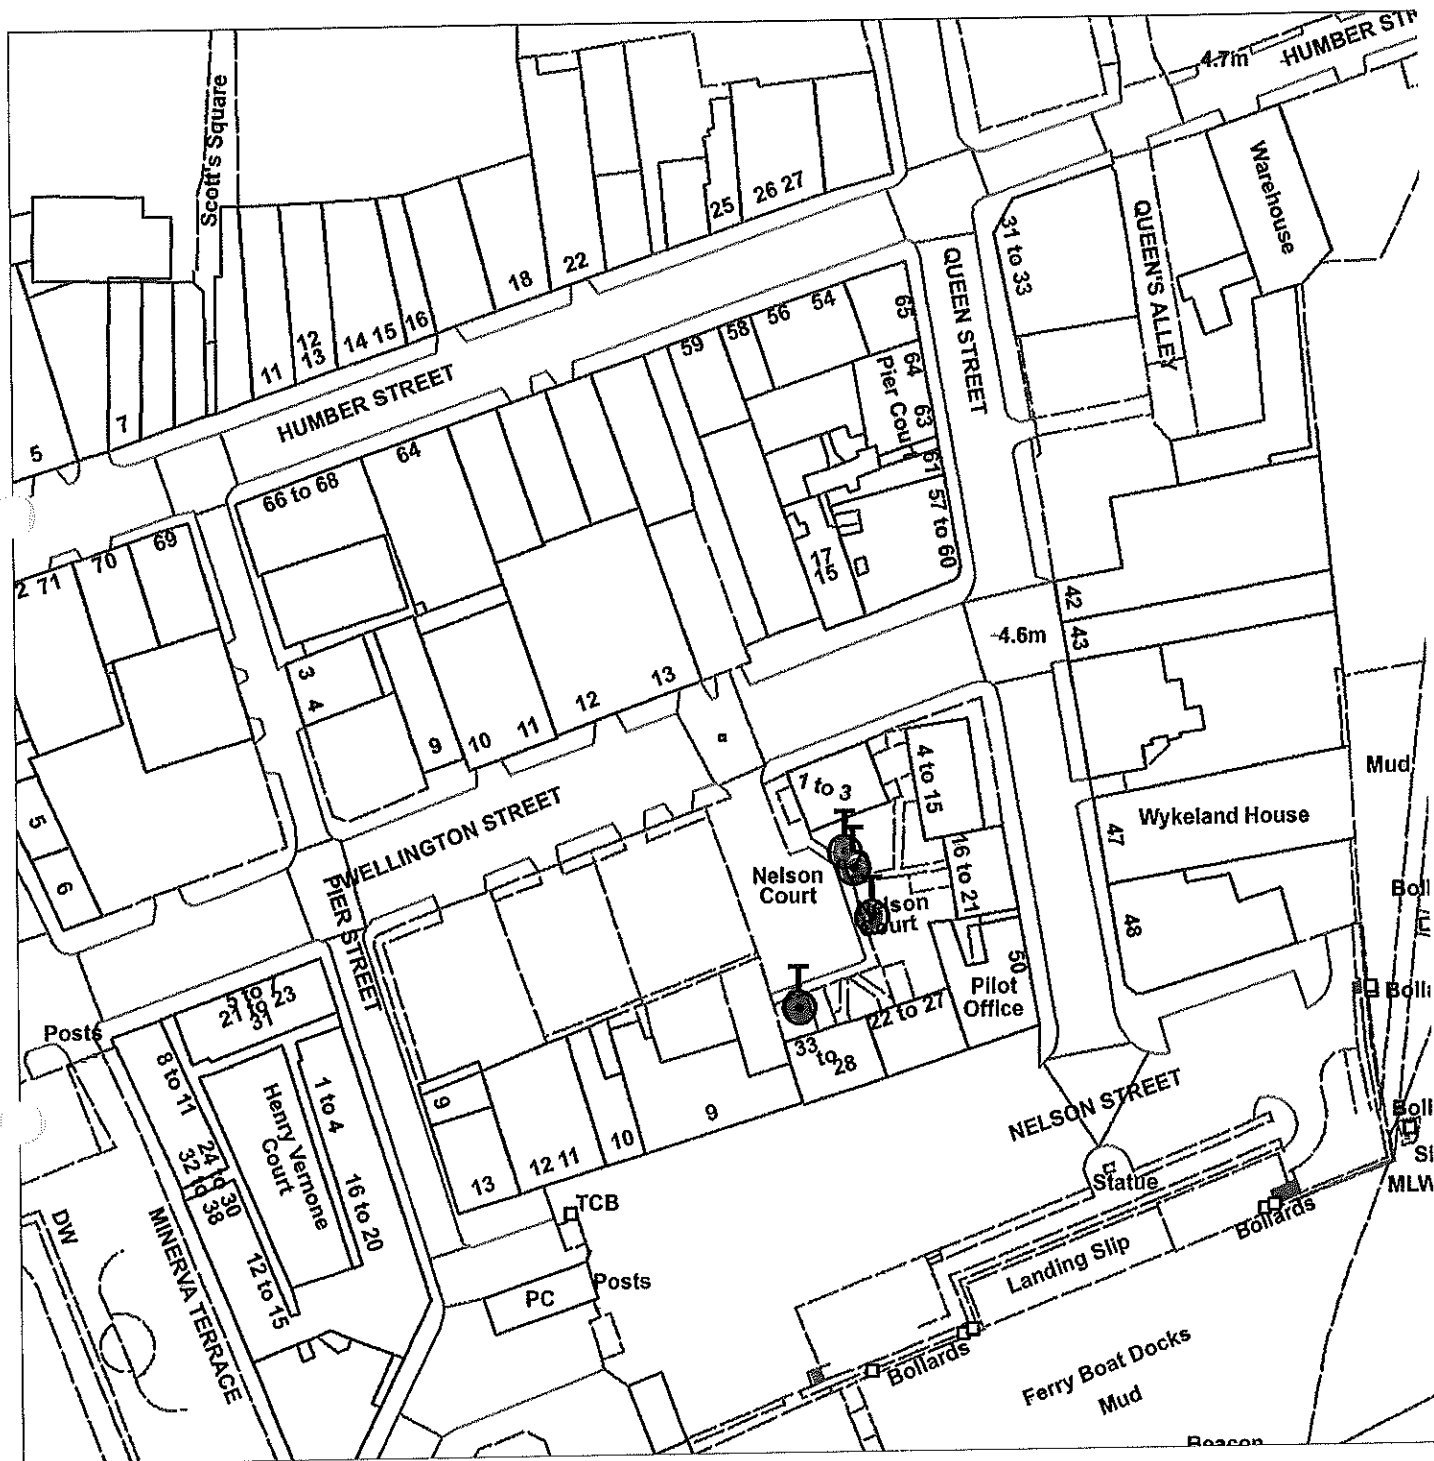 HUMBER STR
4.7m
Scott's Square
Warehouse
25
26 27
QUEEN'S ALLEY
31 to 33
QUEEN STREET
18
22
16
14 15
12
13
11
HUMBER STREET
7
5
54
56
58
59
65
64
63
61
Pier Court
57 to 60
64
66 to 68
69
70
71
2
17
15
42
43
4.6m
3
4
13
12
11
10
9
1 to 3
4 to 15
Mud
Wykeland House
47
5
6
WELLINGTON STREET
PIER STREET
Nelson
Court
Nelson
Court
16 to 21
48
Boll
50
Pilot
Office
22 to 27
33
to
28
Bolla
5 to 7
21 to 23
31
Posts
8 to 11
24 to 30
32 to 38
Henry Vernone
Court
1 to 4
16 to 20
12 to 15
9
13
12 11
10
9
NELSON STREET
Boll
Statue
MLW
DW
MINERVA TERRACE
TCB
Posts
PC
Bollards
Landing Slip
Bollards
Ferry Boat Docks
Mud
Beacon